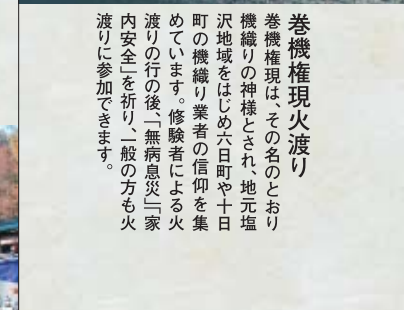 巻機権現火渡り
巻機権現は、その名のとおり
機織りの神様とされ、地元塩
沢地域をはじめ六日町や十日
町の機織り業者の信仰を集
めています。修験者による火
渡りの行の後、「無病息災」「家
内安全」を祈り、一般の方も火
渡りに参加できます。